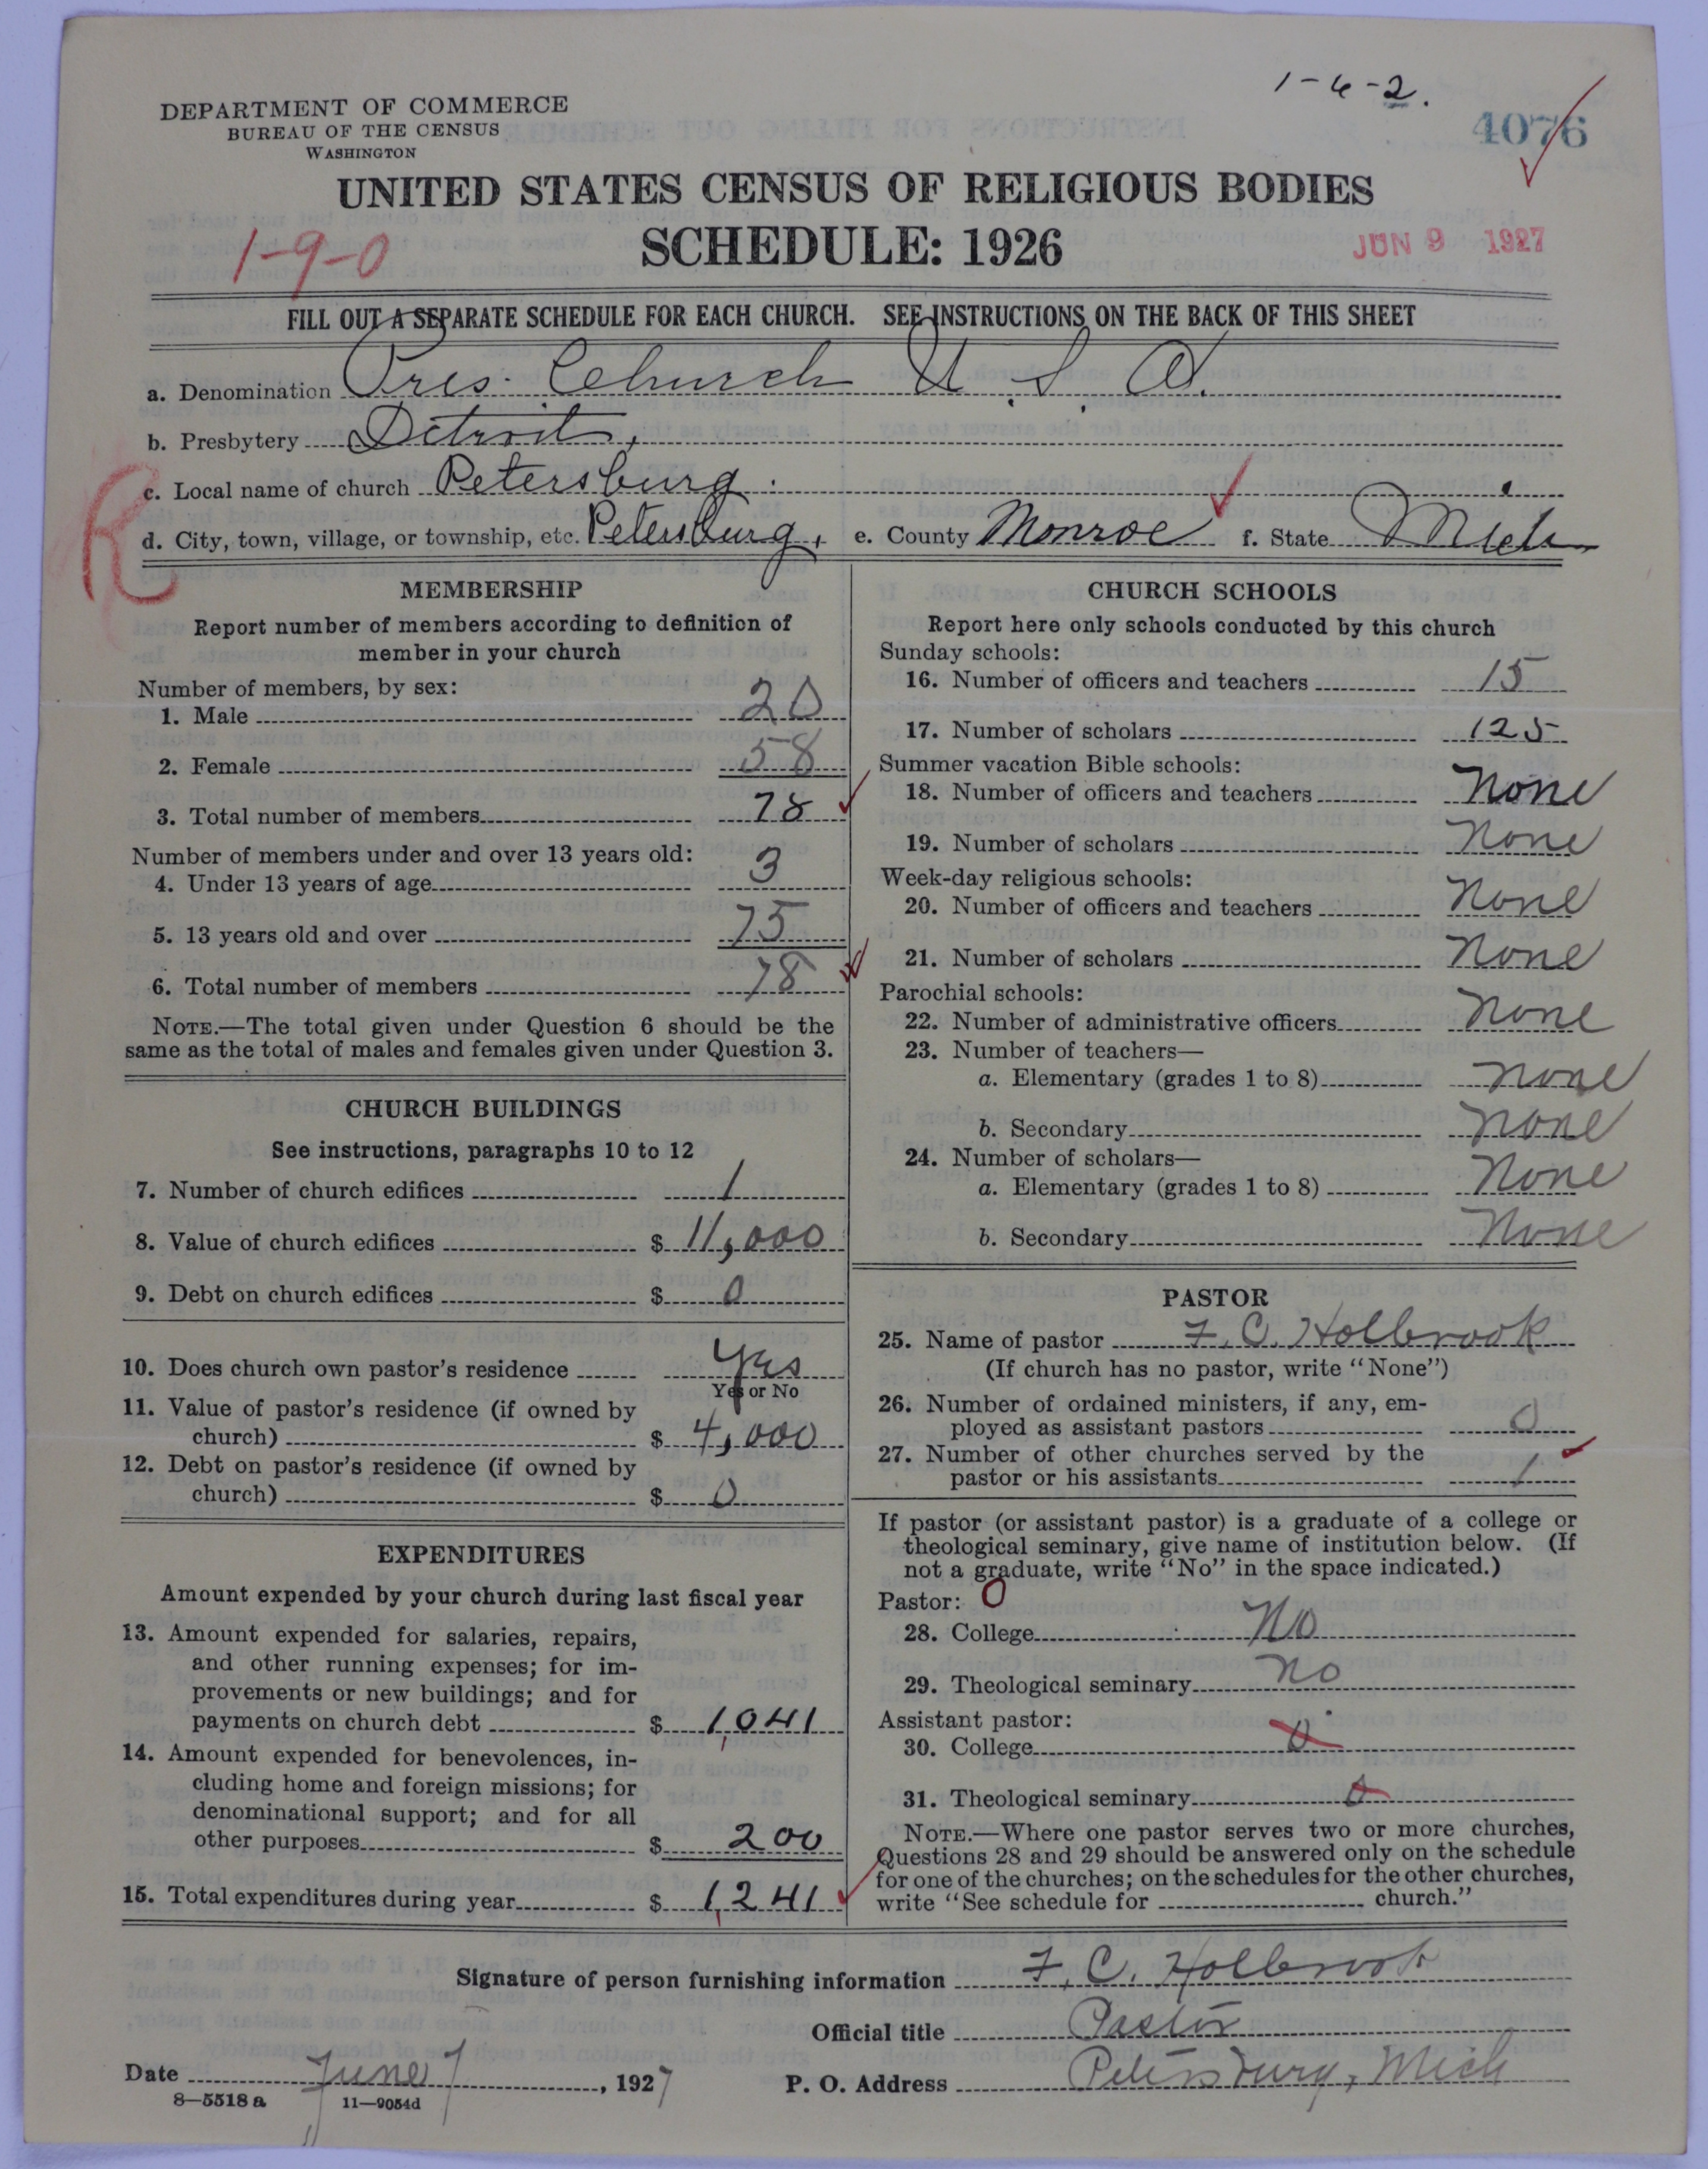 1-6-2.
DEPARTMENT OF COMMERCE
BUREAU OF THE CENSUS
WASHINGTON
4076
UNITED STATES CENSUS OF RELIGIOUS BODIES
SCHEDULE: 1926
1-9-0
JUN 9 1927
FILL OUT A SEPARATE SCHEDULE FOR EACH CHURCH. SEE INSTRUCTIONS ON THE BACK OF THIS SHEET
a. Denomination Pres. Church U. S. A.
b. Presbytery Detroit,
R
c. Local name of church Petersburg.
d. City, town, village, or township, etc. Petersburg, e. County Monroe f. State Mich
MEMBERSHIP
Report number of members according to definition of
member in your church
Number of members, by sex:
1. Male 20
2. Female 58
3. Total number of members 78
Number of members under and over 13 years old:
4. Under 13 years of age 3
5. 13 years old and over 75
6. Total number of members 78
NOTE.—The total given under Question 6 should be the
same as the total of males and females given under Question 3.
CHURCH BUILDINGS
See instructions, paragraphs 10 to 12
7. Number of church edifices 1
8. Value of church edifices $ 11,000
9. Debt on church edifices $ 0
10. Does church own pastor's residence Yes
Yes or No
11. Value of pastor's residence (if owned by
church) $ 4,000
12. Debt on pastor's residence (if owned by
church) $ 0
EXPENDITURES
Amount expended by your church during last fiscal year
13. Amount expended for salaries, repairs,
and other running expenses; for im-
provements or new buildings; and for
payments on church debt $ 1,041
14. Amount expended for benevolences, in-
cluding home and foreign missions; for
denominational support; and for all
other purposes $ 200
15. Total expenditures during year $ 1,241
CHURCH SCHOOLS
Report here only schools conducted by this church
Sunday schools:
16. Number of officers and teachers 15
17. Number of scholars 125
Summer vacation Bible schools:
18. Number of officers and teachers None
19. Number of scholars None
Week-day religious schools:
20. Number of officers and teachers None
21. Number of scholars None
Parochial schools:
22. Number of administrative officers None
23. Number of teachers—
a. Elementary (grades 1 to 8) None
b. Secondary None
24. Number of scholars—
a. Elementary (grades 1 to 8) None
b. Secondary None
PASTOR
25. Name of pastor F. C. Holbrook
(If church has no pastor, write "None")
26. Number of ordained ministers, if any, em-
ployed as assistant pastors 0
27. Number of other churches served by the
pastor or his assistants 1
If pastor (or assistant pastor) is a graduate of a college or
theological seminary, give name of institution below. (If
not a graduate, write "No" in the space indicated.)
Pastor: 0
28. College No
29. Theological seminary No
Assistant pastor:
30. College 0
31. Theological seminary 0
NOTE.—Where one pastor serves two or more churches,
Questions 28 and 29 should be answered only on the schedule
for one of the churches; on the schedules for the other churches,
write "See schedule for church."
Signature of person furnishing information F. C. Holbrook
Official title Pastor
Date June 7, 1927 P. O. Address Petersburg, Mich
8—5518 a 11—9054d